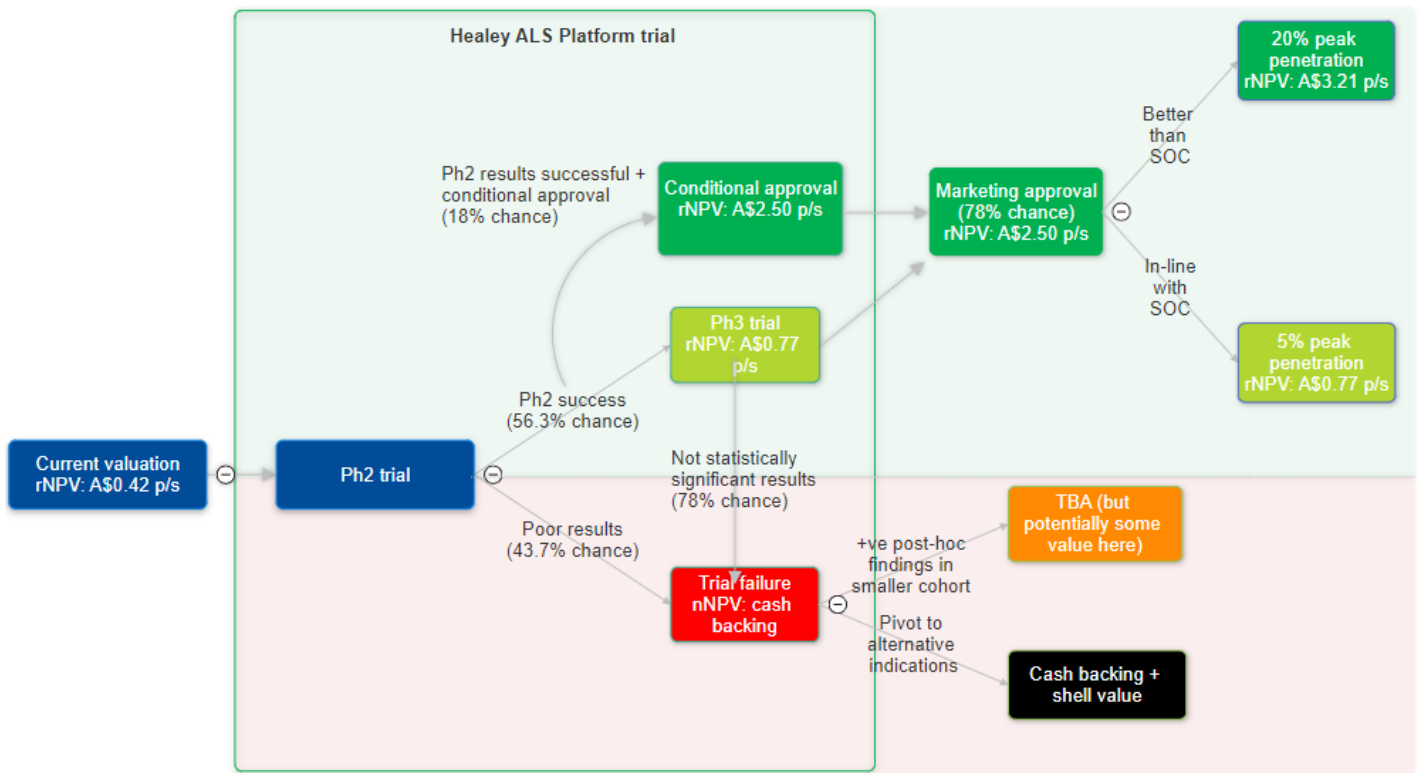 Healey ALS Platform trial
20% peak
penetration
rNPV: A$3.21 p/s
Better
than
SOC
Ph2 results successful +
conditional approval
(18% chance)
Conditional approval
rNPV: A$2.50 p/s
Marketing approval
(78% chance)
rNPV: A$2.50 p/s
In-line
with
SOC
Ph3 trial
rNPV: A$0.77
p/s
5% peak
penetration
rNPV: A$0.77 p/s
Ph2 success
(56.3% chance)
Current valuation
rNPV: A$0.42 p/s
Ph2 trial
Not statistically
significant results
(78% chance)
Poor results
(43.7% chance)
TBA (but
potentially some
value here)
+ve post-hoc
findings in
smaller cohort
Trial failure
nNPV: cash
backing
Pivot to
alternative
indications
Cash backing +
shell value